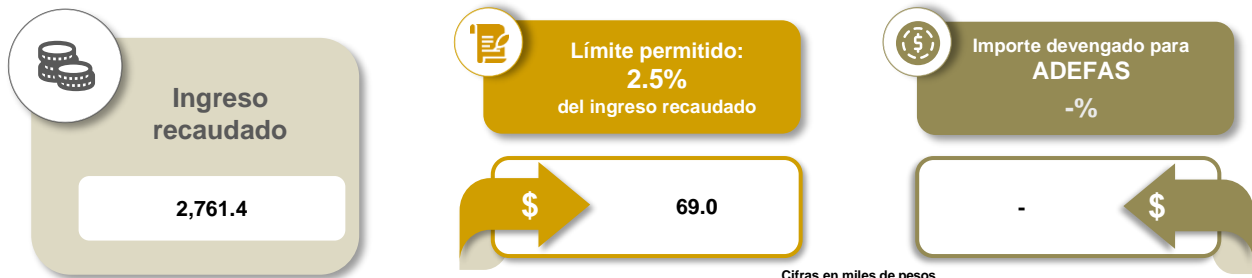 Ingreso
recaudado
2,761.4
Límite permitido:
2.5%
del ingreso recaudado
$
69.0
Importe devengado para
ADEFAS
-%
-
$
Cifras en miles de pesos